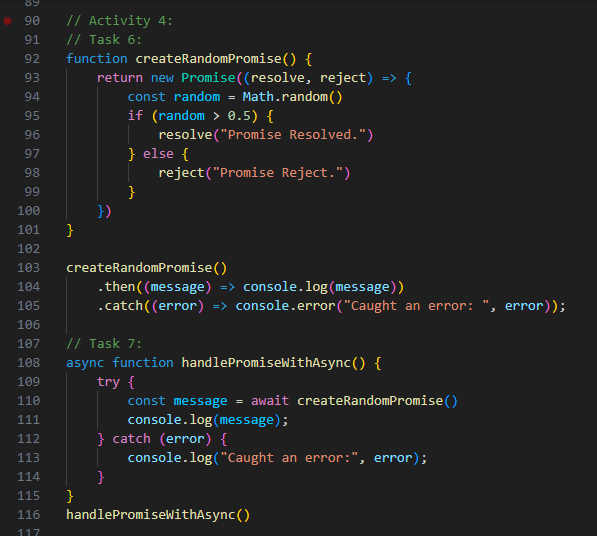 89
90 // Activity 4:
91 // Task 6:
92 function createRandomPromise() {
93     return new Promise((resolve, reject) => {
94         const random = Math.random()
95         if (random > 0.5) {
96             resolve("Promise Resolved.")
97         } else {
98             reject("Promise Reject.")
99         }
100     })
101 }
102
103 createRandomPromise()
104     .then((message) => console.log(message))
105     .catch((error) => console.error("Caught an error: ", error));
106
107 // Task 7:
108 async function handlePromiseWithAsync() {
109     try {
110         const message = await createRandomPromise()
111         console.log(message);
112     } catch (error) {
113         console.log("Caught an error:", error);
114     }
115 }
116 handlePromiseWithAsync()
117